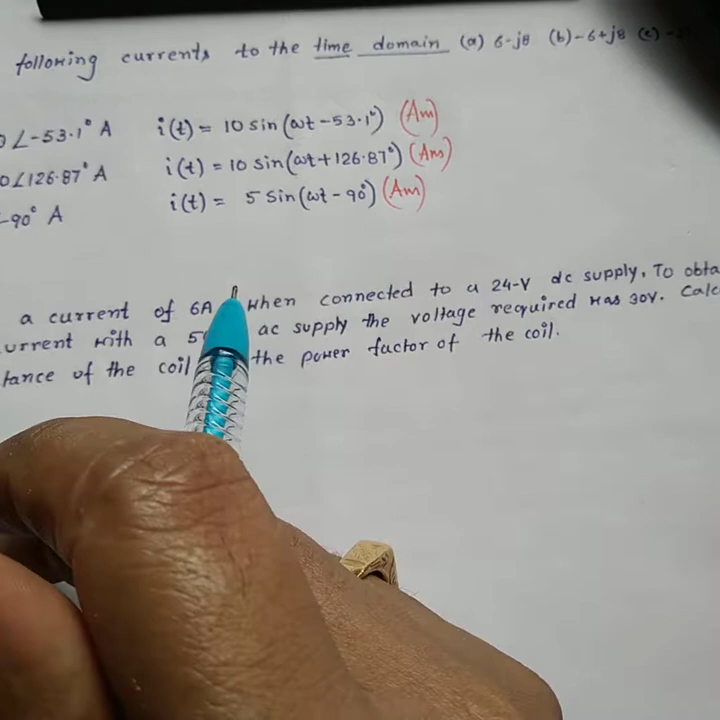 following currents to the time domain (a) 6-j8 (b)-6+j8 (c) -
∠-53.1° A i(t) = 10 sin(ωt-53.1°) (Am)
0∠126.87° A i(t) = 10 sin(ωt+126.87°) (Am)
-90° A i(t) = 5 sin(ωt-90°) (Am)
a current of 6A when connected to a 24-V dc supply. To obta
urrent with a 5 ac supply the voltage required was 30V. Calc
tance of the coil the power factor of the coil.